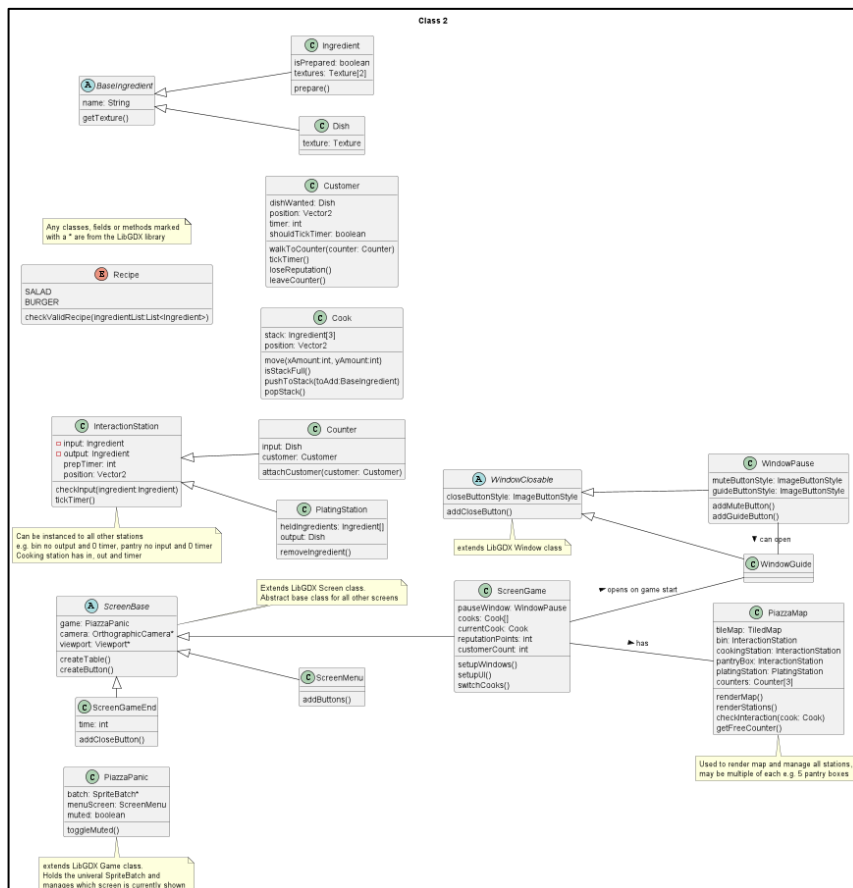 Class 2
C Ingredient
isPrepared: boolean
textures: Texture[2]
prepare()
A BaseIngredient
name: String
getTexture()
C Dish
texture: Texture
C Customer
dishWanted: Dish
position: Vector2
timer: int
shouldTickTimer: boolean
walkToCounter(counter: Counter)
tickTimer()
loseReputation()
leaveCounter()
Any classes, fields or methods marked
with a * are from the LibGDX library
E Recipe
SALAD
BURGER
checkValidRecipe(ingredientList:List<Ingredient>)
C Cook
stack: Ingredient[3]
position: Vector2
move(xAmount:int, yAmount:int)
isStackFull()
pushToStack(toAdd:BaseIngredient)
popStack()
C InteractionStation
input: Ingredient
output: Ingredient
prepTimer: int
position: Vector2
checkInput(ingredient:Ingredient)
tickTimer()
C Counter
input: Dish
customer: Customer
attachCustomer(customer: Customer)
C PlatingStation
heldIngredients: Ingredient[]
output: Dish
removeIngredient()
Can be instanced to all other stations
e.g. bin no output and 0 timer, pantry no input and 0 timer
Cooking station has in, out and timer
A WindowClosable
closeButtonStyle: ImageButtonStyle
addCloseButton()
extends LibGDX Window class
C WindowPause
muteButtonStyle: ImageButtonStyle
guideButtonStyle: ImageButtonStyle
addMuteButton()
addGuideButton()
can open
C WindowGuide
Extends LibGDX Screen class.
Abstract base class for all other screens
A ScreenBase
game: PiazzaPanic
camera: OrthographicCamera*
viewport: Viewport*
createTable()
createButton()
C ScreenGame
pauseWindow: WindowPause
cooks: Cook[]
currentCook: Cook
reputationPoints: int
customerCount: int
setupWindows()
setupUI()
switchCooks()
opens on game start
has
C PiazzaMap
tileMap: TiledMap
bin: InteractionStation
cookingStation: InteractionStation
pantryBox: InteractionStation
platingStation: PlatingStation
counters: Counter[3]
renderMap()
renderStations()
checkInteraction(cook: Cook)
getFreeCounter()
Used to render map and manage all stations,
may be multiple of each e.g. 5 pantry boxes
C ScreenMenu
addButtons()
C ScreenGameEnd
time: int
addCloseButton()
C PiazzaPanic
batch: SpriteBatch*
menuScreen: ScreenMenu
muted: boolean
toggleMuted()
extends LibGDX Game class.
Holds the univeral SpriteBatch and
manages which screen is currently shown